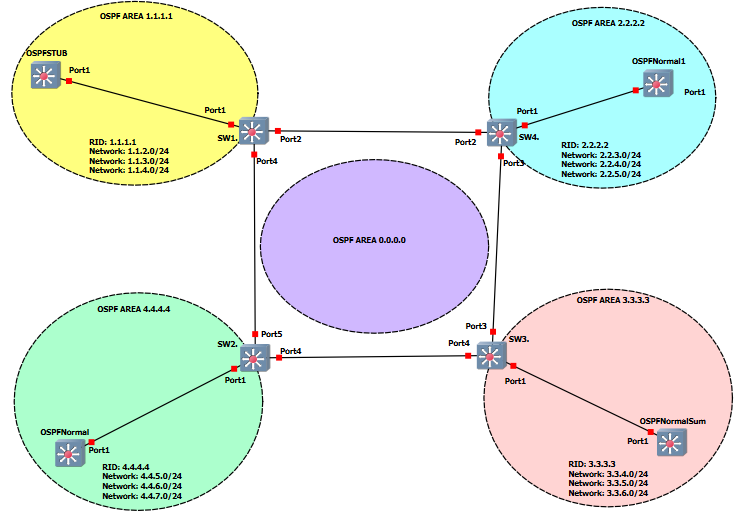 OSPF AREA 1.1.1.1
OSPFSTUB
Port1
Port1
SW1.
Port2
Port4
RID: 1.1.1.1
Network: 1.1.2.0/24
Network: 1.1.3.0/24
Network: 1.1.4.0/24
OSPF AREA 2.2.2.2
OSPFNormal1
Port1
Port1
Port2
SW4.
Port3
RID: 2.2.2.2
Network: 2.2.3.0/24
Network: 2.2.4.0/24
Network: 2.2.5.0/24
OSPF AREA 0.0.0.0
OSPF AREA 4.4.4.4
Port5
SW2.
Port4
Port1
OSPFNormal
Port1
RID: 4.4.4.4
Network: 4.4.5.0/24
Network: 4.4.6.0/24
Network: 4.4.7.0/24
OSPF AREA 3.3.3.3
Port3
SW3.
Port4
Port1
OSPFNormalSum
Port1
RID: 3.3.3.3
Network: 3.3.4.0/24
Network: 3.3.5.0/24
Network: 3.3.6.0/24